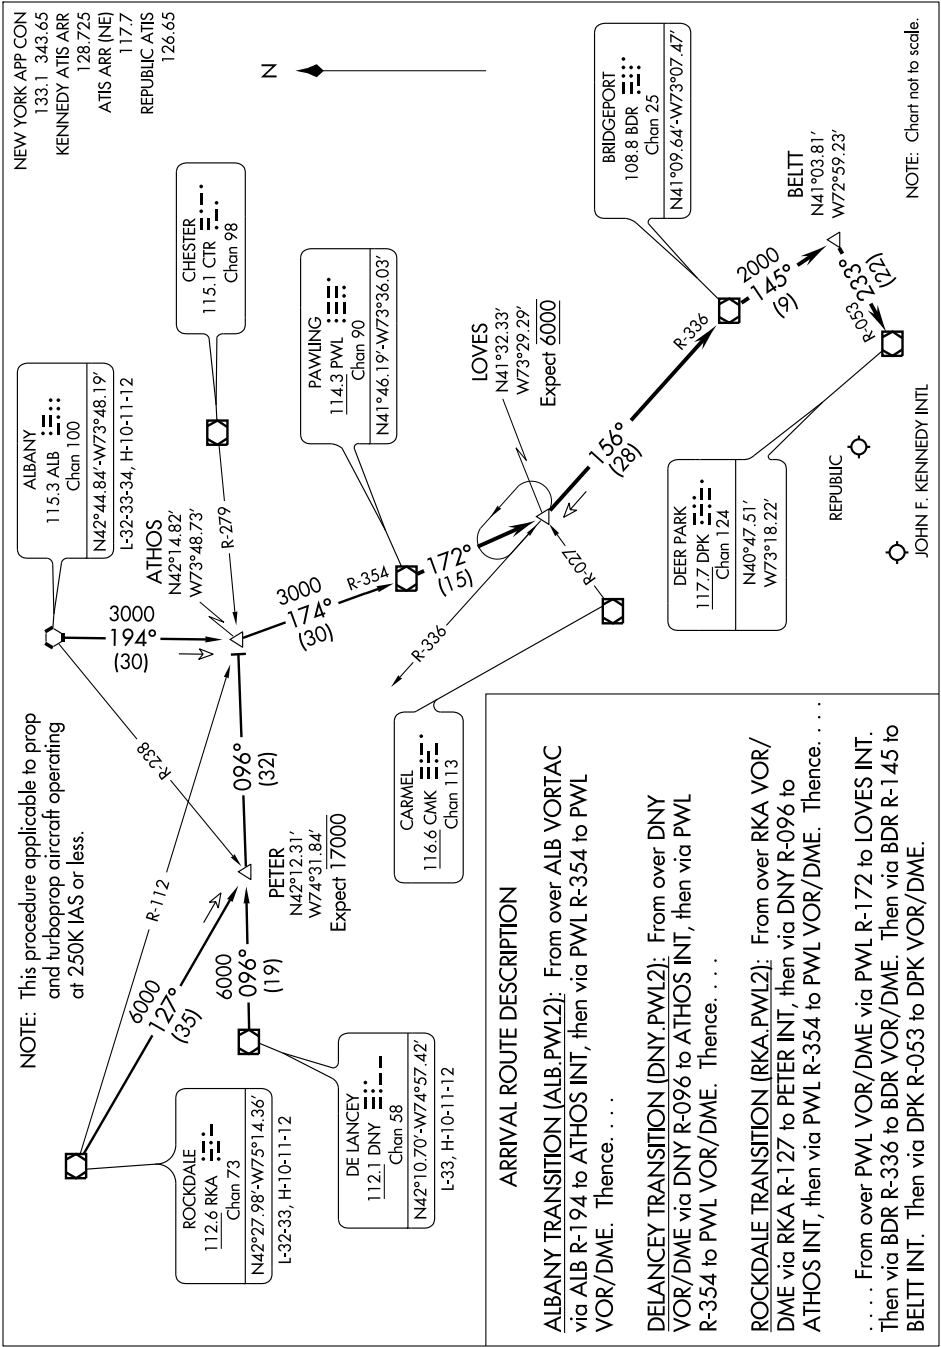 NEW YORK APP CON
133.1 343.65
KENNEDY ATIS ARR
128.725
ATIS ARR (NE)
117.7
REPUBLIC ATIS
126.65
NOTE: This procedure applicable to prop
and turboprop aircraft operating
at 250K IAS or less.
N
ALBANY
115.3 ALB
Chan 100
N42°44.84'-W73°48.19'
L-32-33-34, H-10-11-12
CHESTER
115.1 CTR
Chan 98
ROCKDALE
112.6 RKA
Chan 73
N42°27.98'-W75°14.36'
L-32-33, H-10-11-12
6000
127°
(35)
R-112
R-238
3000
194°
(30)
R-279
ATHOS
N42°14.82'
W73°48.73'
DE LANCEY
112.1 DNY
Chan 58
N42°10.70'-W74°57.42'
L-33, H-10-11-12
6000
096°
(19)
PETER
N42°12.31'
W74°31.84'
Expect 17000
096°
(32)
3000
174°
(30)
R-354
PAWLING
114.3 PWL
Chan 90
N41°46.19'-W73°36.03'
172°
(15)
R-336
LOVES
N41°32.33'
W73°29.29'
Expect 6000
CARMEL
116.6 CMK
Chan 113
R-027
156°
(28)
R-336
BRIDGEPORT
108.8 BDR
Chan 25
N41°09.64'-W73°07.47'
2000
145°
(9)
BELTT
N41°03.81'
W72°59.23'
R-053
233°
(22)
DEER PARK
117.7 DPK
Chan 124
N40°47.51'
W73°18.22'
REPUBLIC
JOHN F. KENNEDY INTL
NOTE: Chart not to scale.
ARRIVAL ROUTE DESCRIPTION
ALBANY TRANSITION (ALB.PWL2): From over ALB VORTAC
via ALB R-194 to ATHOS INT, then via PWL R-354 to PWL
VOR/DME. Thence. . . .
DELANCEY TRANSITION (DNY.PWL2): From over DNY
VOR/DME via DNY R-096 to ATHOS INT, then via PWL
R-354 to PWL VOR/DME. Thence. . . .
ROCKDALE TRANSITION (RKA.PWL2): From over RKA VOR/
DME via RKA R-127 to PETER INT, then via DNY R-096 to
ATHOS INT, then via PWL R-354 to PWL VOR/DME. Thence. . . .
. . . . From over PWL VOR/DME via PWL R-172 to LOVES INT.
Then via BDR R-336 to BDR VOR/DME. Then via BDR R-145 to
BELTT INT. Then via DPK R-053 to DPK VOR/DME.